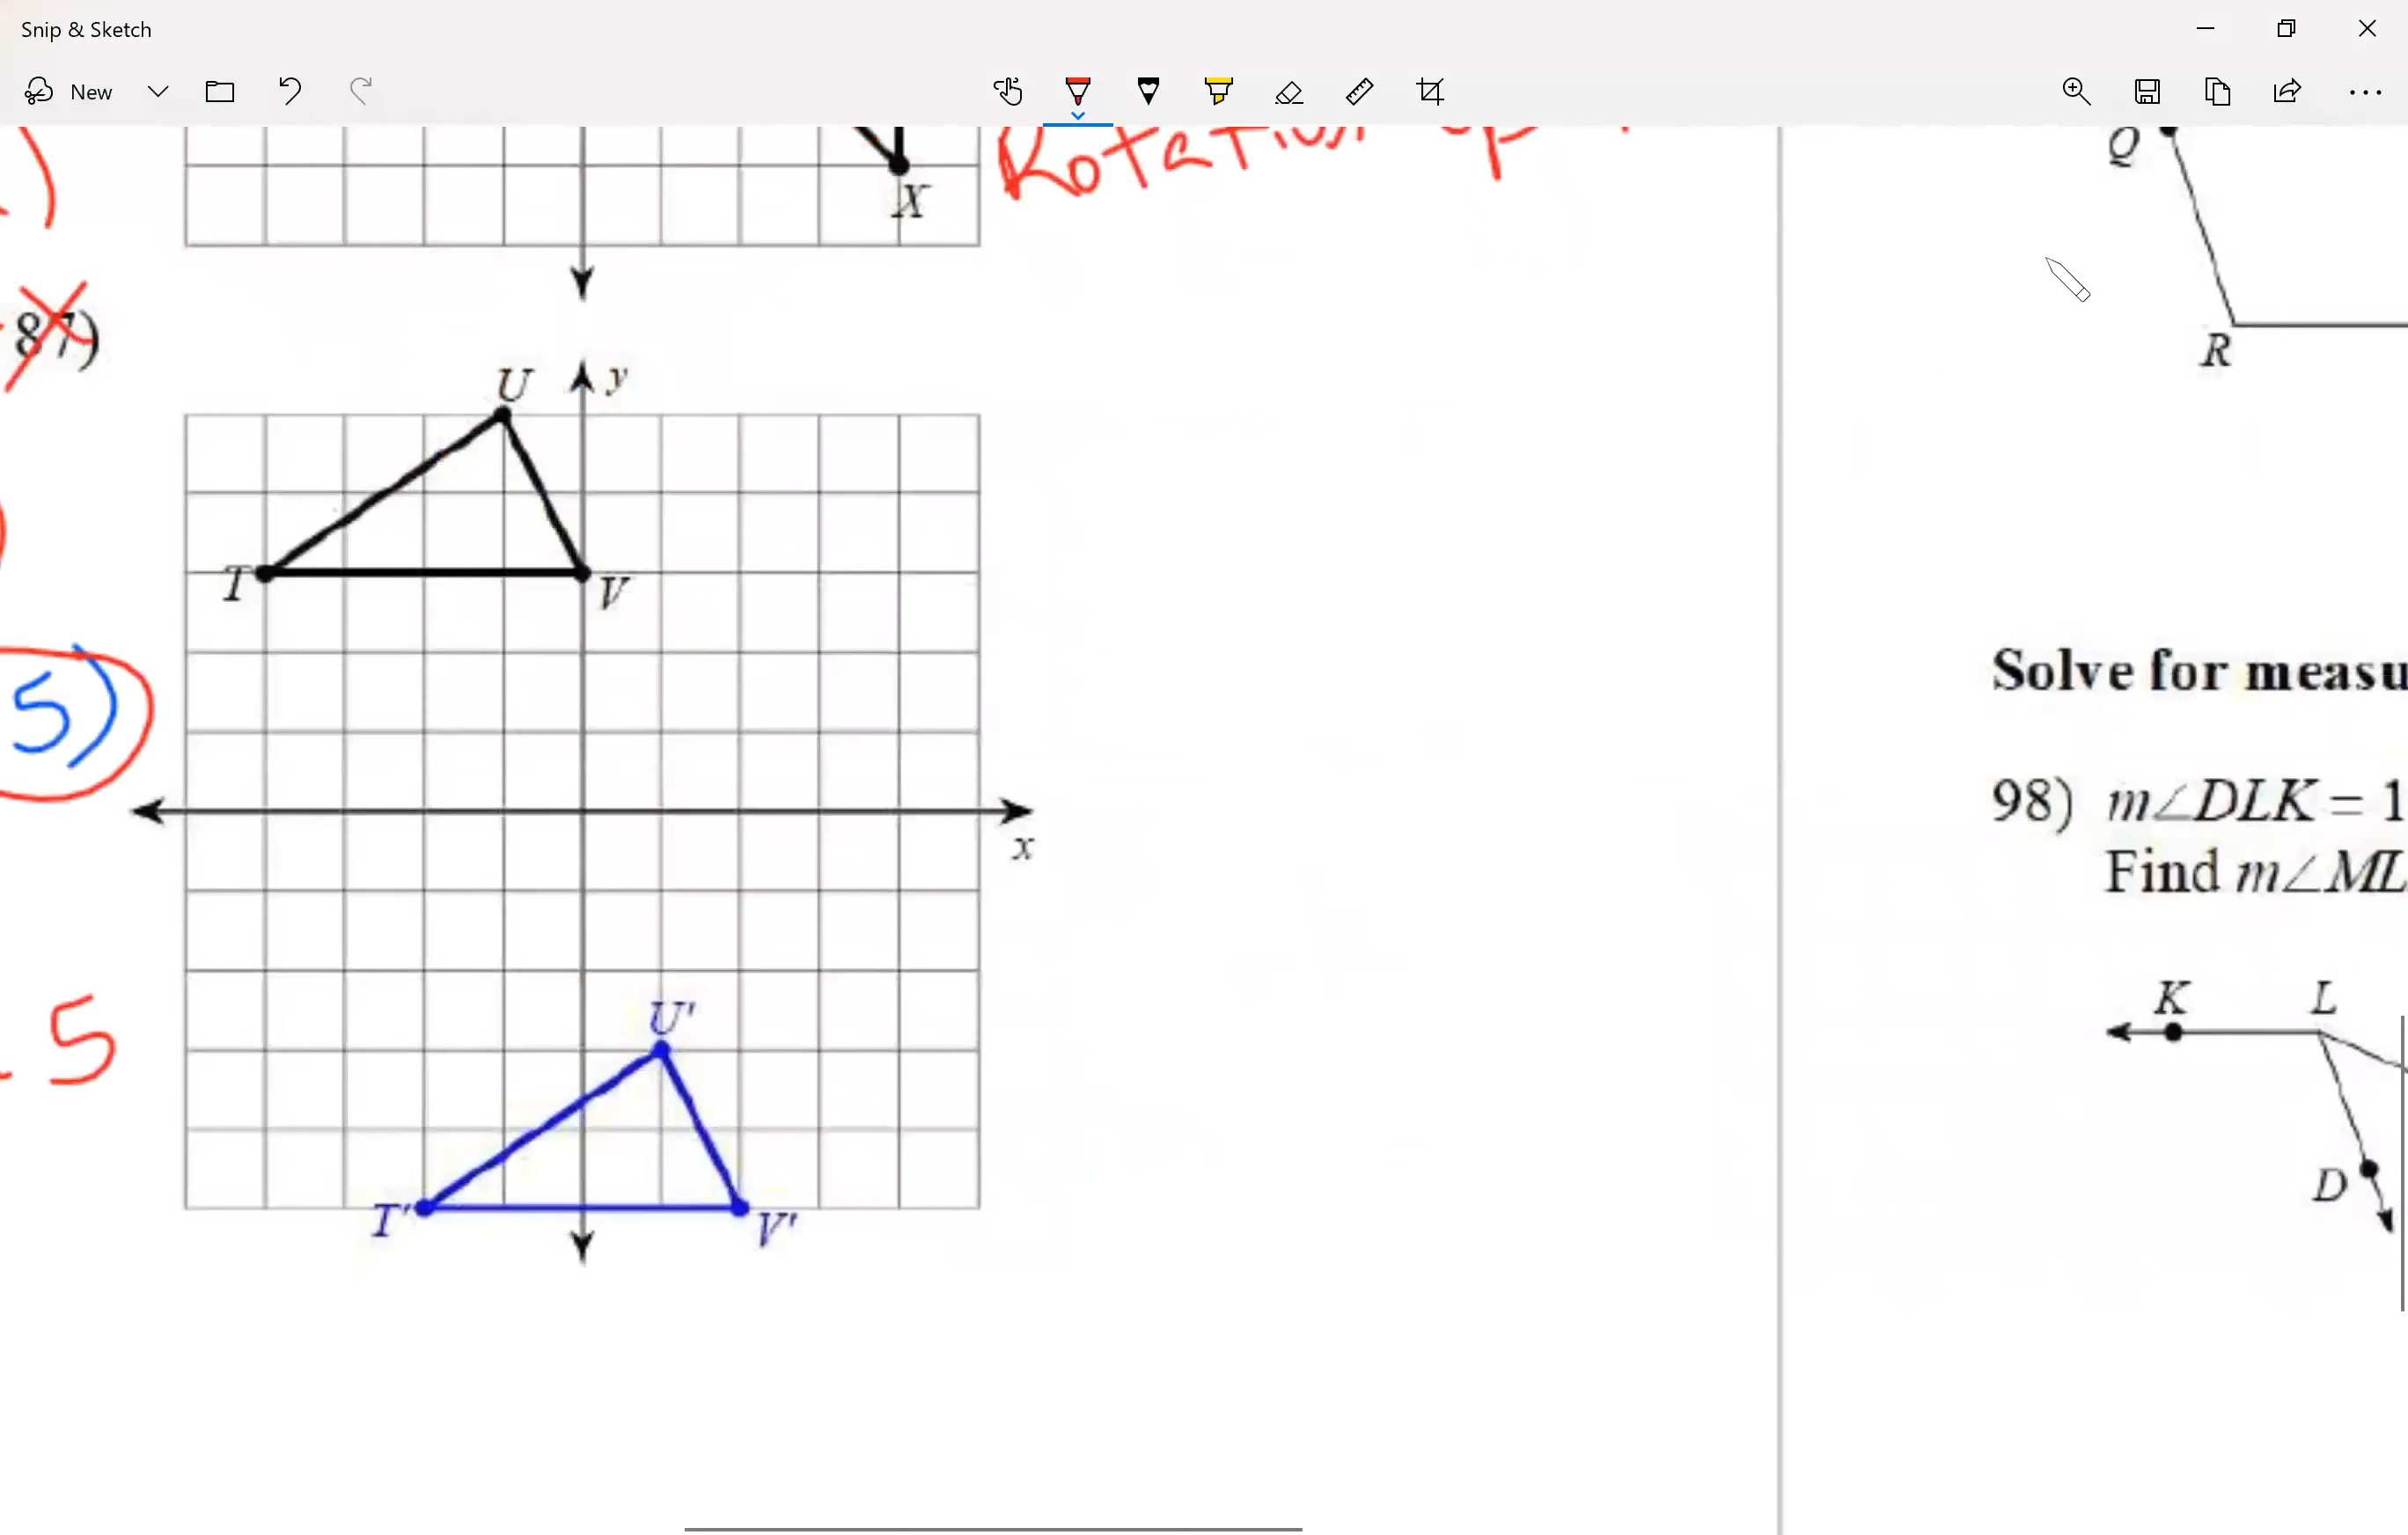 Snip & Sketch
New
Rotation
Q
X
R
87)
U
y
T
V
5)
x
Solve for measu
98) m∠DLK = 1
Find m∠ML
5
K
L
U'
D
T'
V'